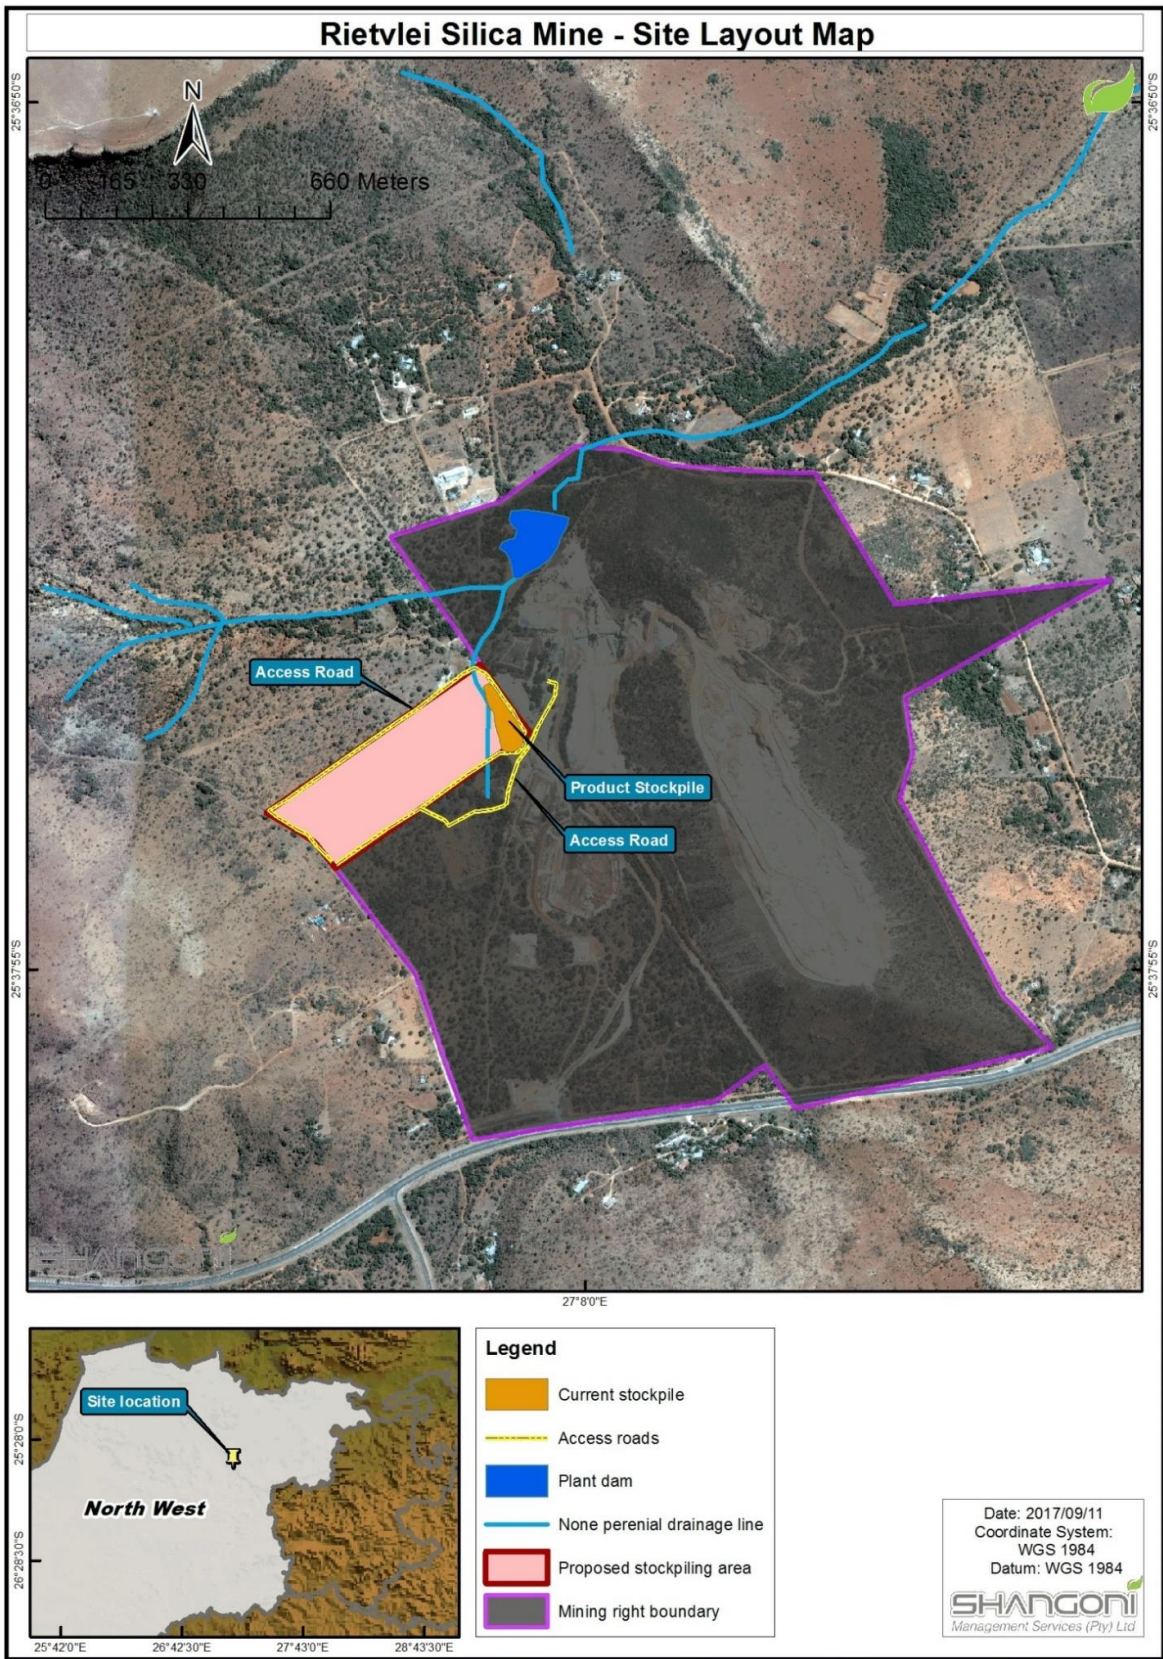 Rietvlei Silica Mine - Site Layout Map
25°36'50"S
25°36'50"S
N
0 165 330 660 Meters
Access Road
Product Stockpile
Access Road
25°37'55"S
25°37'55"S
SHANGONI
27°8'0"E
Site location
North West
25°28'0"S
26°28'30"S
25°42'0"E 26°42'30"E 27°43'0"E 28°43'30"E
Legend
Current stockpile
Access roads
Plant dam
None perenial drainage line
Proposed stockpiling area
Mining right boundary
Date: 2017/09/11
Coordinate System:
WGS 1984
Datum: WGS 1984
SHANGONI
Management Services (Pty) Ltd